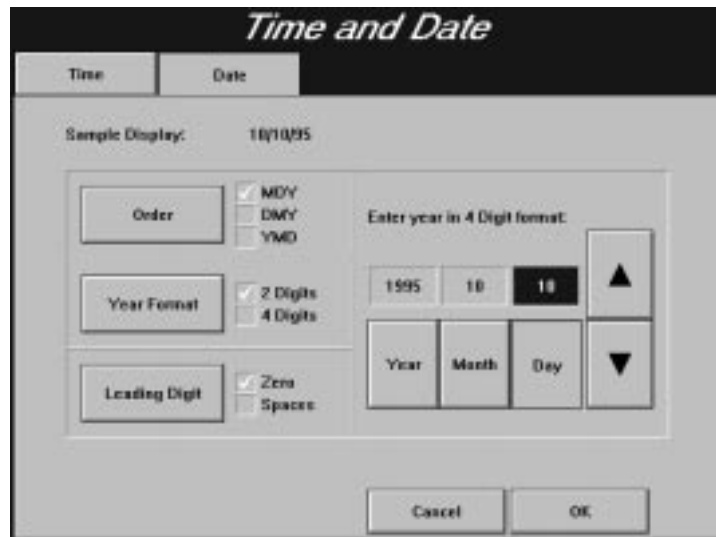 Time and Date
Time Date
Sample Display: 10/10/95
Order
MDY
DMY
YMD
Year Format
2 Digits
4 Digits
Leading Digit
Zero
Spaces
Enter year in 4 Digit format:
1995 10 10
Year Month Day
Cancel OK